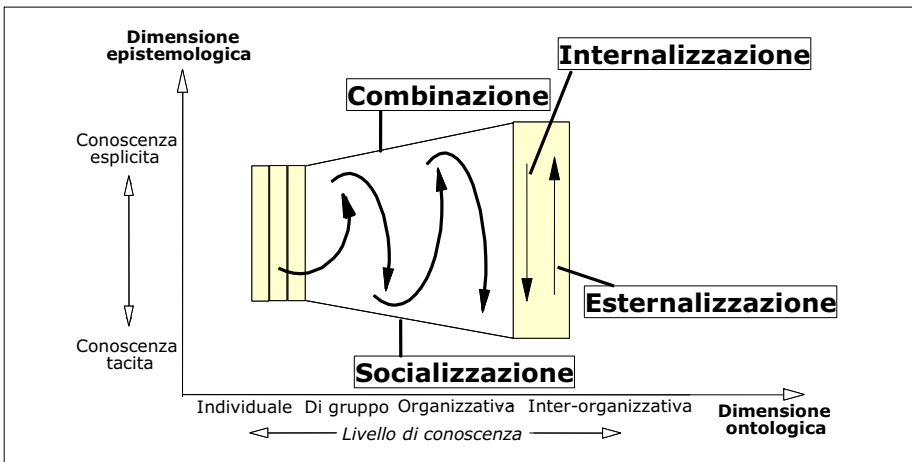 Dimensione
epistemologica
Internalizzazione
Combinazione
Conoscenza
esplicita
Esternalizzazione
Conoscenza
tacita
Socializzazione
Individuale Di gruppo Organizzativa Inter-organizzativa
Dimensione
ontologica
Livello di conoscenza